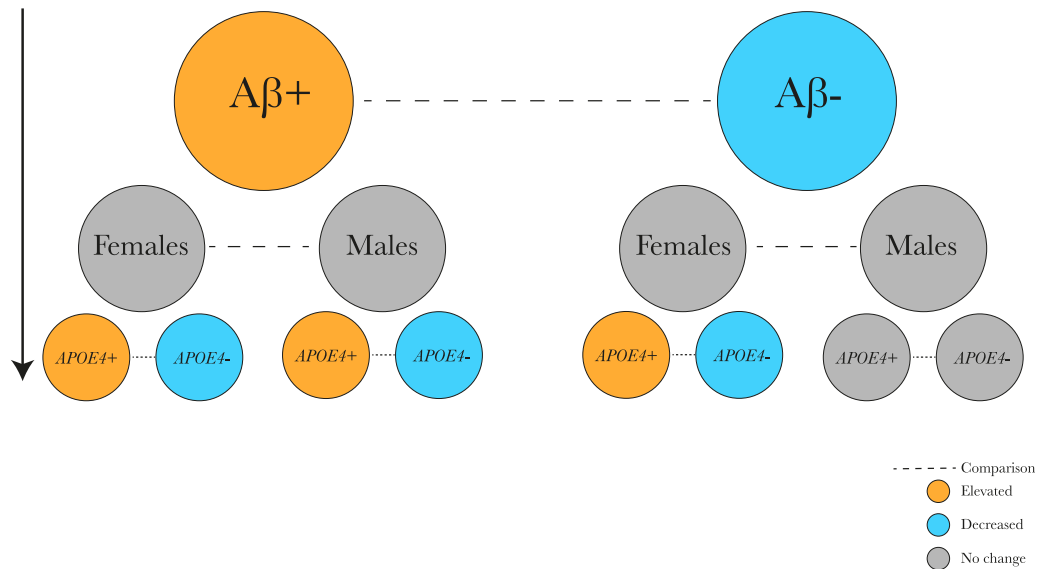 Aβ+
Aβ-
Females
Males
Females
Males
APOE4+
APOE4-
APOE4+
APOE4-
APOE4+
APOE4-
APOE4+
APOE4-
Comparison
Elevated
Decreased
No change